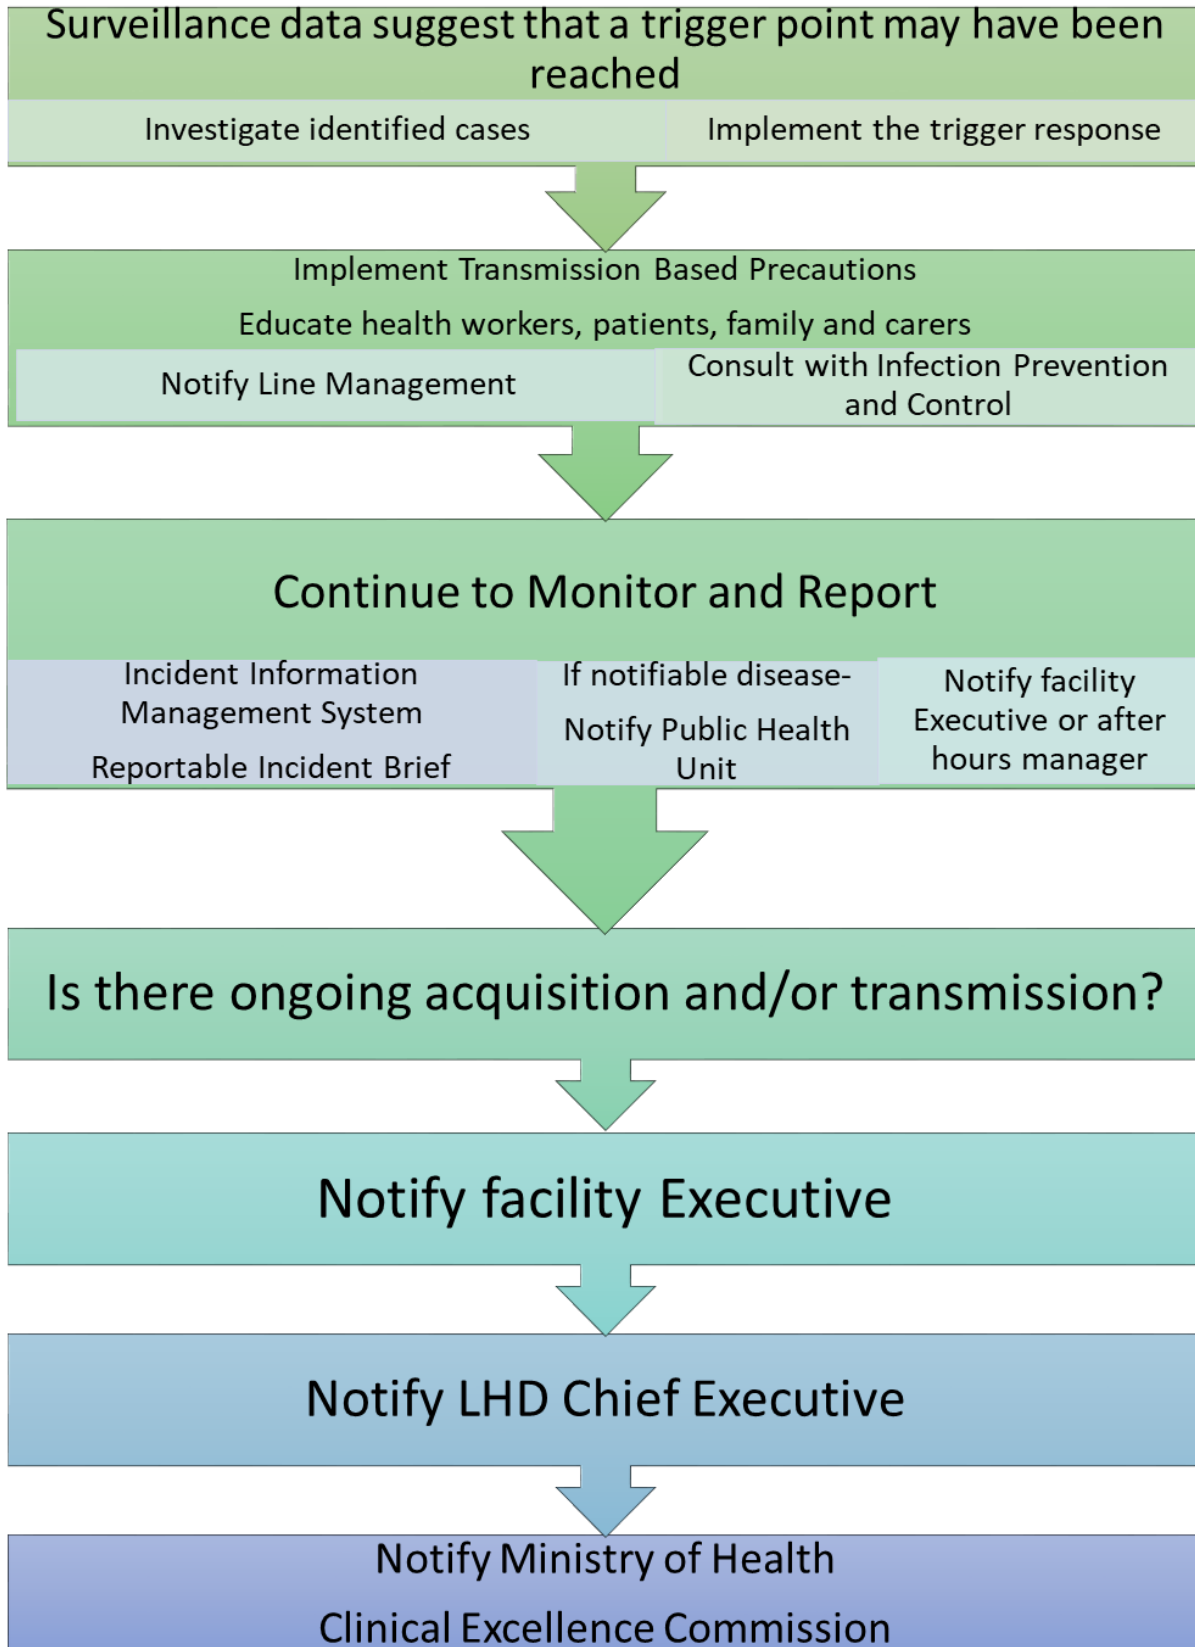 Surveillance data suggest that a trigger point may have been
reached
Investigate identified cases
Implement the trigger response
Implement Transmission Based Precautions
Educate health workers, patients, family and carers
Notify Line Management
Consult with Infection Prevention
and Control
Continue to Monitor and Report
Incident Information
Management System
Reportable Incident Brief
If notifiable disease-
Notify Public Health
Unit
Notify facility
Executive or after
hours manager
Is there ongoing acquisition and/or transmission?
Notify facility Executive
Notify LHD Chief Executive
Notify Ministry of Health
Clinical Excellence Commission